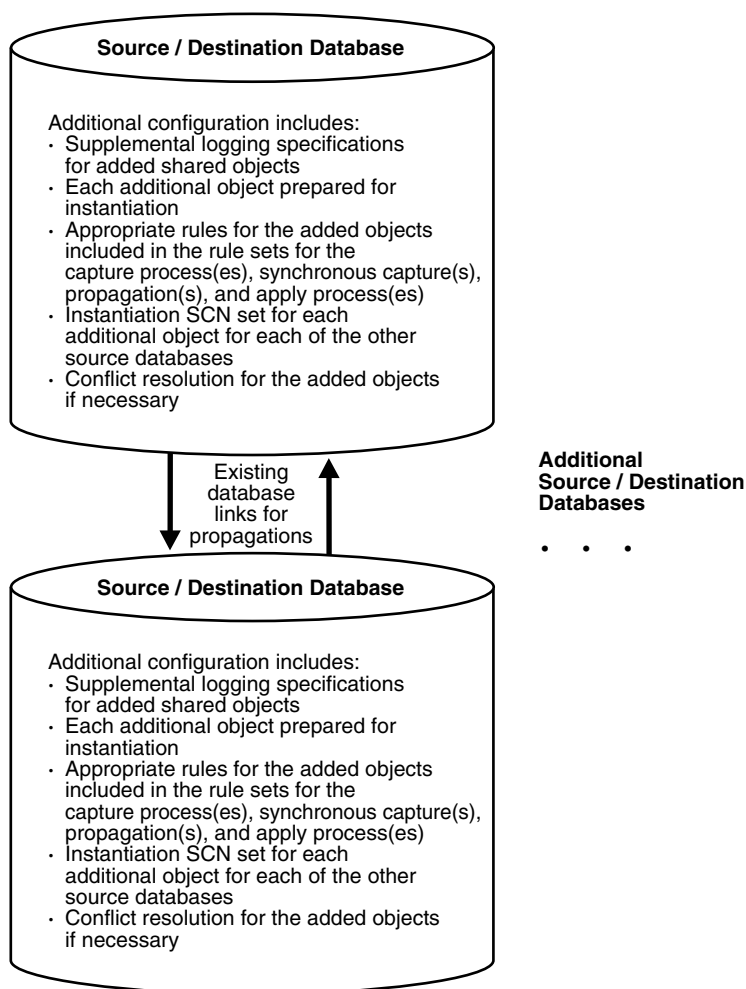 Source / Destination Database
Additional configuration includes:
· Supplemental logging specifications
for added shared objects
· Each additional object prepared for
instantiation
· Appropriate rules for the added objects
included in the rule sets for the
capture process(es), synchronous capture(s),
propagation(s), and apply process(es)
· Instantiation SCN set for each
additional object for each of the other
source databases
· Conflict resolution for the added objects
if necessary
Existing
database
links for
propagations
Additional
Source / Destination
Databases
. . .
Source / Destination Database
Additional configuration includes:
· Supplemental logging specifications
for added shared objects
· Each additional object prepared for
instantiation
· Appropriate rules for the added objects
included in the rule sets for the
capture process(es), synchronous capture(s),
propagation(s), and apply process(es)
· Instantiation SCN set for each
additional object for each of the other
source databases
· Conflict resolution for the added objects
if necessary